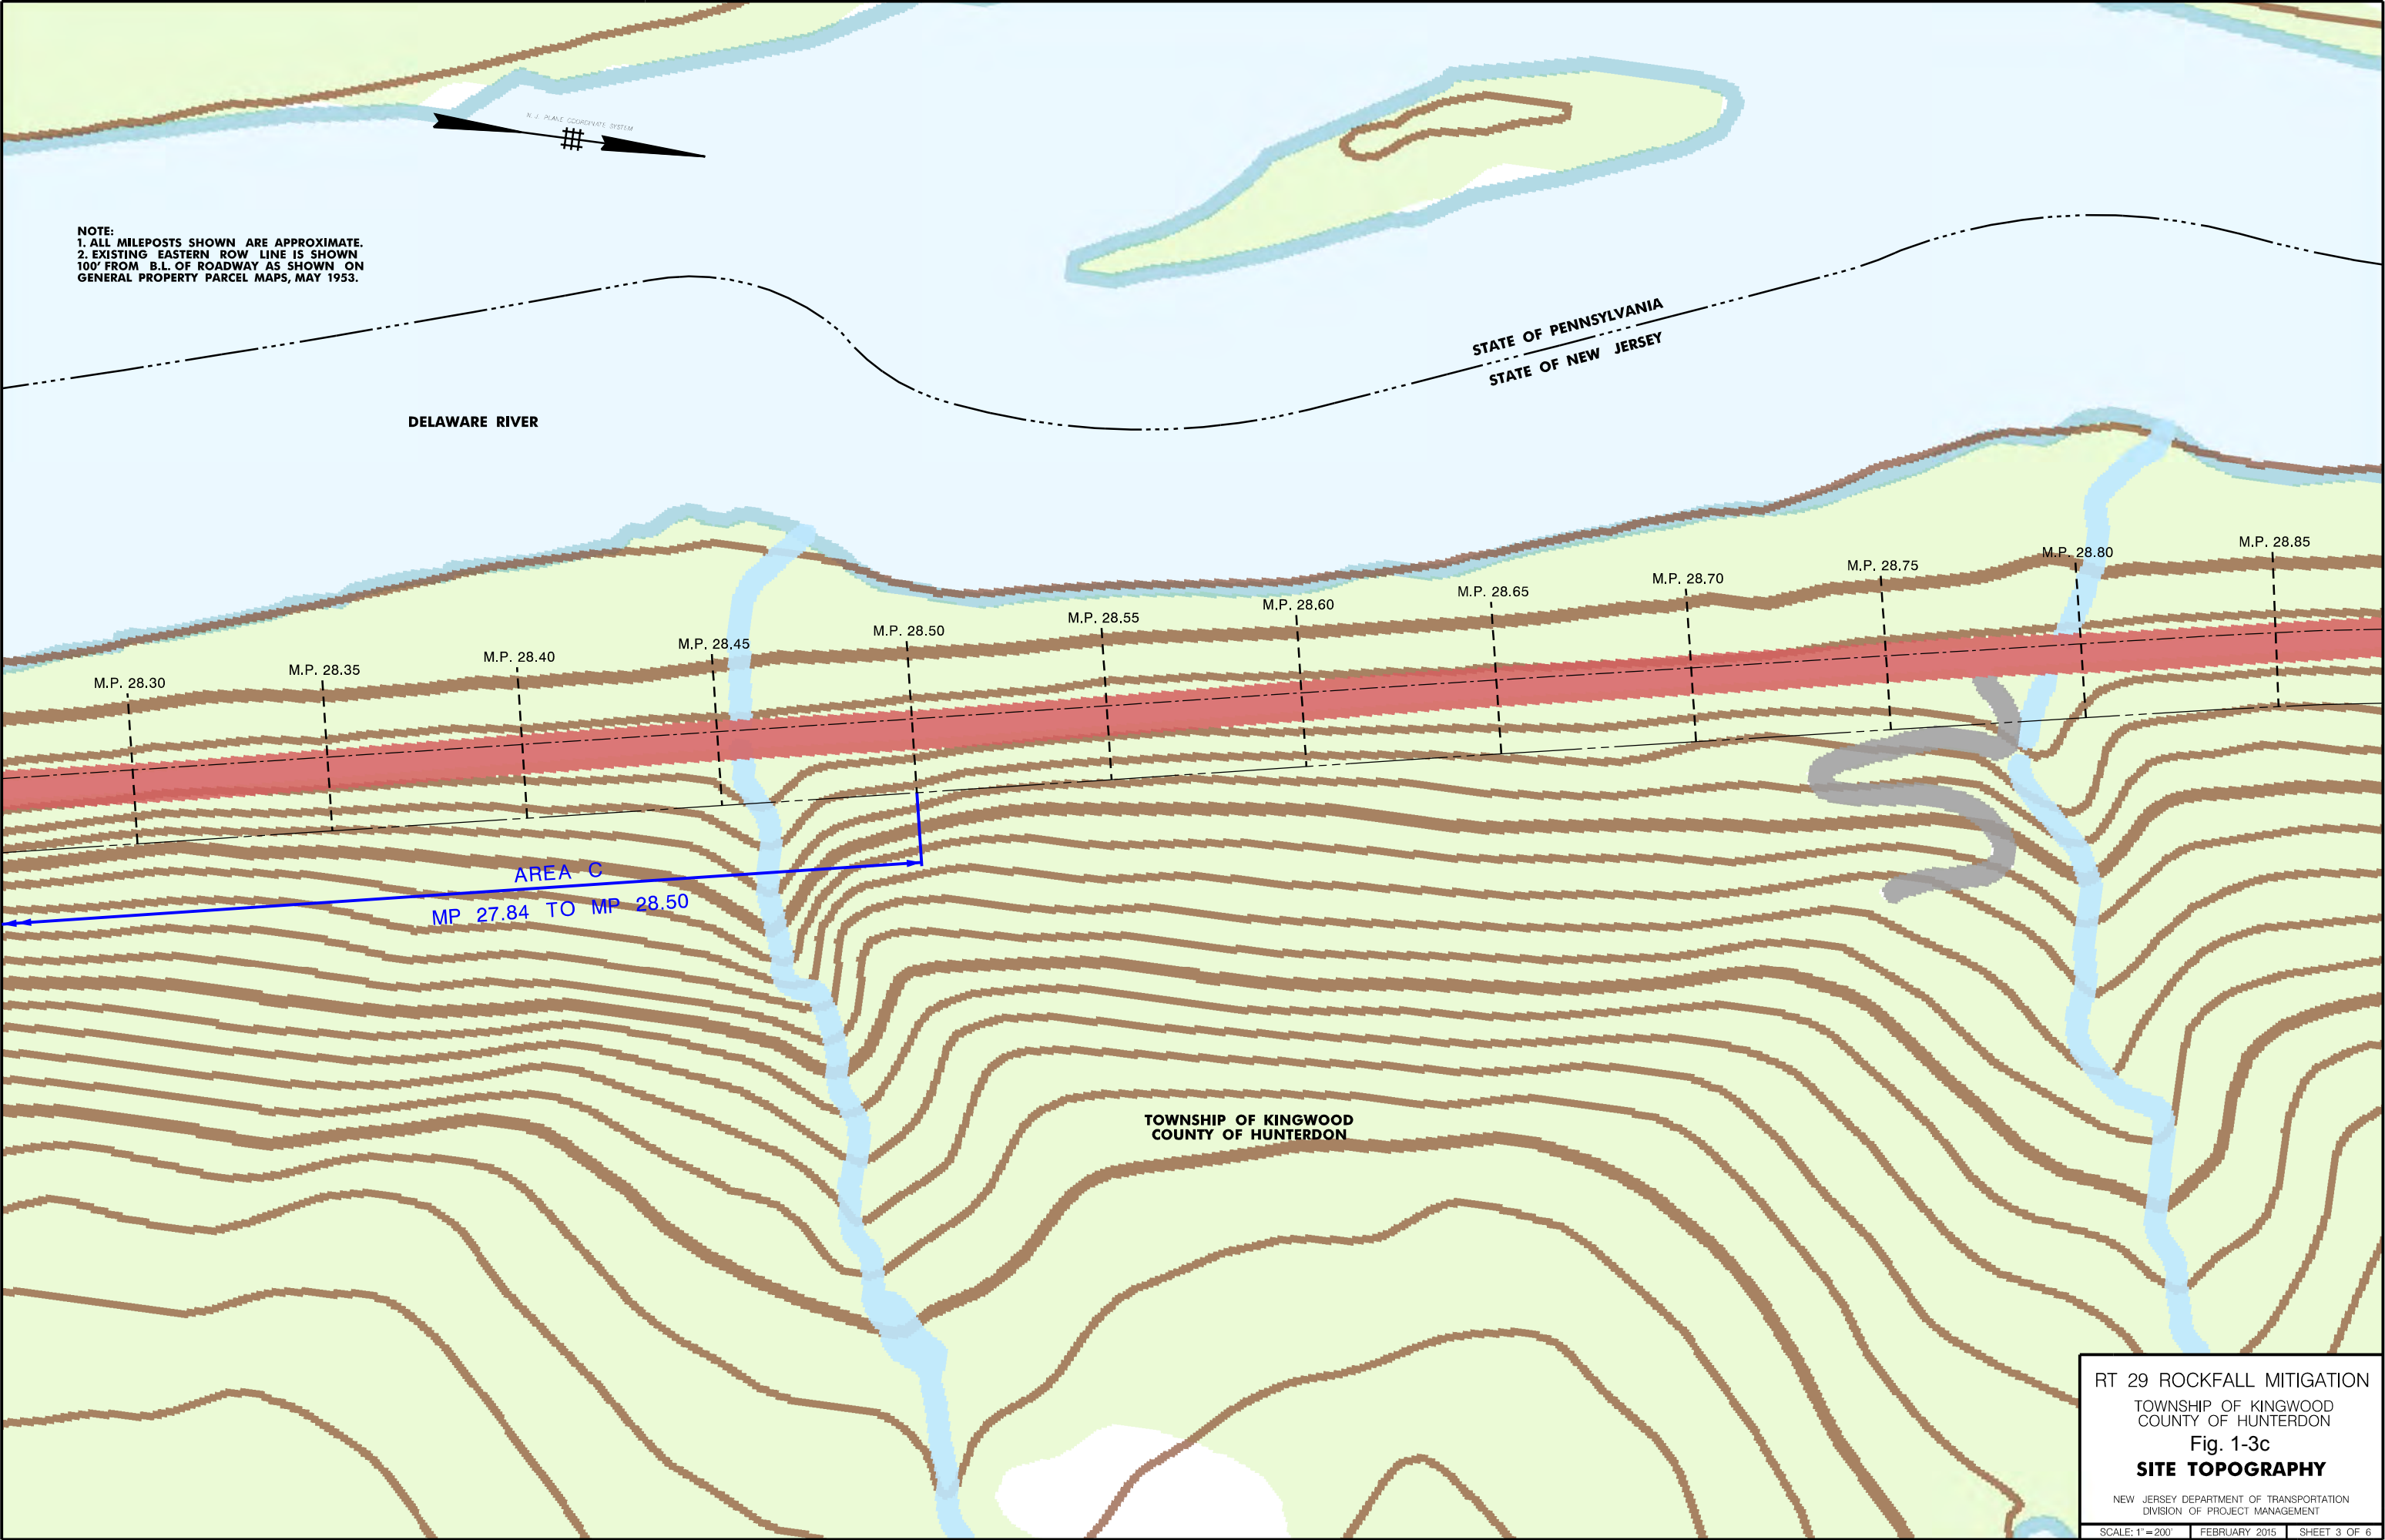 N. J. PLANE COORDINATE SYSTEM
NOTE:
1. ALL MILEPOSTS SHOWN ARE APPROXIMATE.
2. EXISTING EASTERN ROW LINE IS SHOWN
100' FROM B.L. OF ROADWAY AS SHOWN ON
GENERAL PROPERTY PARCEL MAPS, MAY 1953.
STATE OF PENNSYLVANIA
STATE OF NEW JERSEY
DELAWARE RIVER
M.P. 28.30
M.P. 28.35
M.P. 28.40
M.P. 28.45
M.P. 28.50
M.P. 28.55
M.P. 28.60
M.P. 28.65
M.P. 28.70
M.P. 28.75
M.P. 28.80
M.P. 28.85
AREA C
MP 27.84 TO MP 28.50
TOWNSHIP OF KINGWOOD
COUNTY OF HUNTERDON
RT 29 ROCKFALL MITIGATION
TOWNSHIP OF KINGWOOD
COUNTY OF HUNTERDON
Fig. 1-3c
SITE TOPOGRAPHY
NEW JERSEY DEPARTMENT OF TRANSPORTATION
DIVISION OF PROJECT MANAGEMENT
SCALE: 1" = 200' FEBRUARY 2015 SHEET 3 OF 6